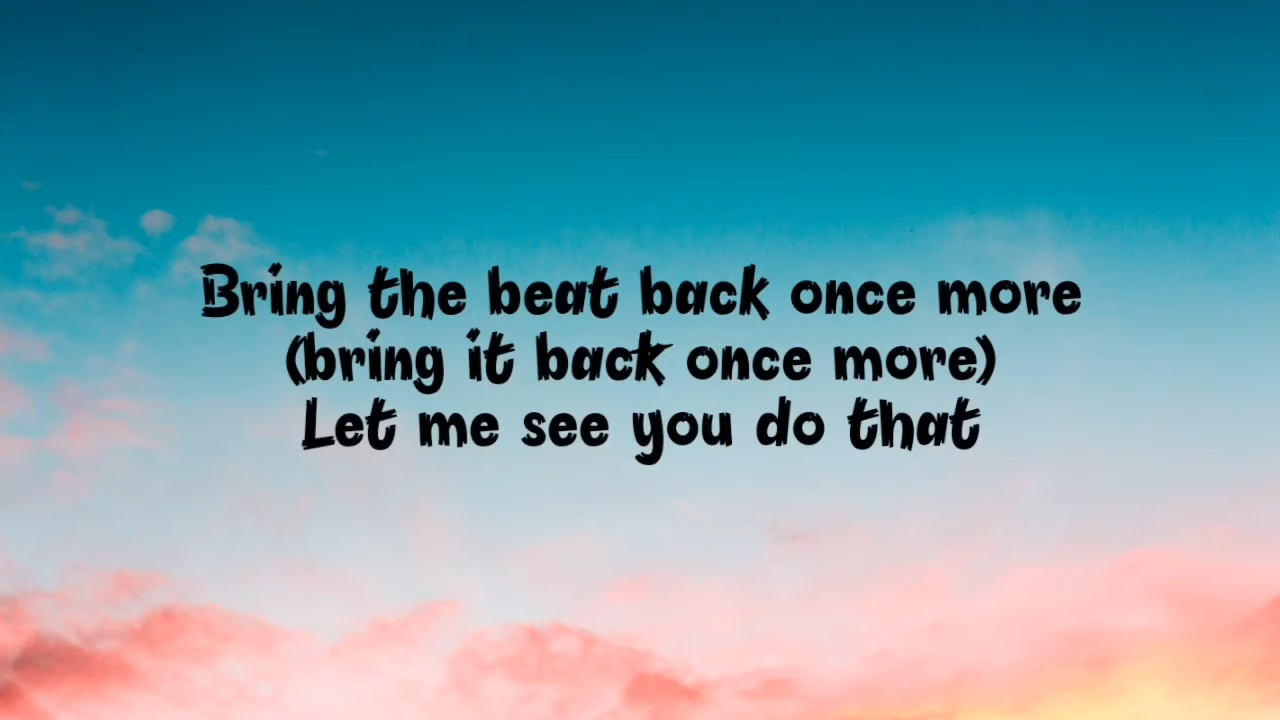 Bring the beat back once more
(bring it back once more)
Let me see you do that